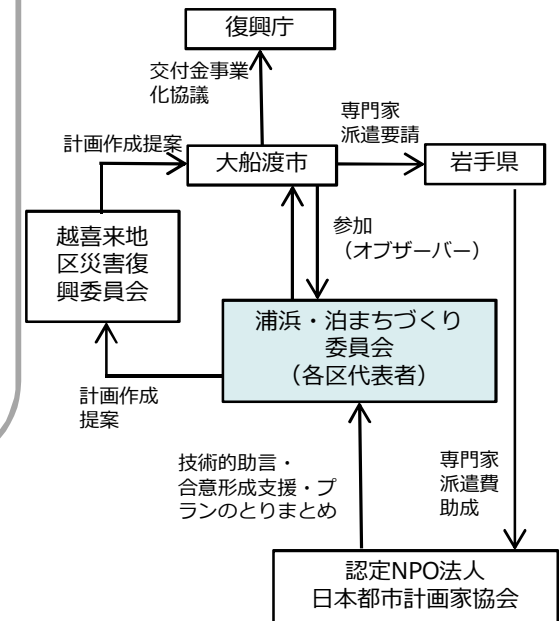 復興庁
交付金事業
化協議
専門家
派遣要請
計画作成提案
大船渡市
岩手県
越喜来地
区災害復
興委員会
参加
（オブザーバー）
浦浜・泊まちづくり
委員会
（各区代表者）
計画作成
提案
技術的助言・
合意形成支援・プ
ランのとりまとめ
専門家
派遣費
助成
認定NPO法人
日本都市計画家協会